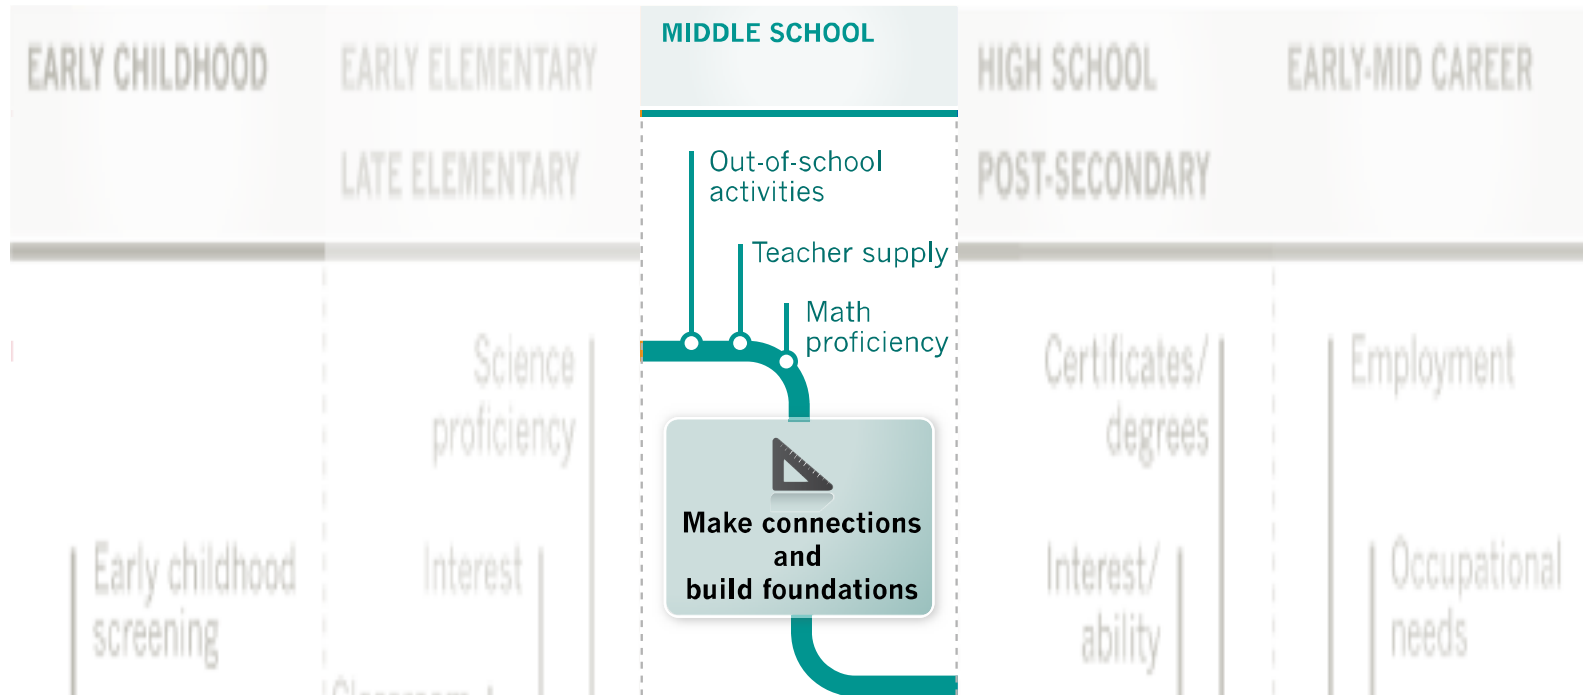 EARLY CHILDHOOD
Early childhood
screening
EARLY ELEMENTARY
LATE ELEMENTARY
Science
proficiency
Interest
MIDDLE SCHOOL
Out-of-school
activities
Teacher supply
Math
proficiency
Make connections
and
build foundations
HIGH SCHOOL
POST-SECONDARY
Certificates/
degrees
Interest/
ability
EARLY-MID CAREER
Employment
Occupational
needs